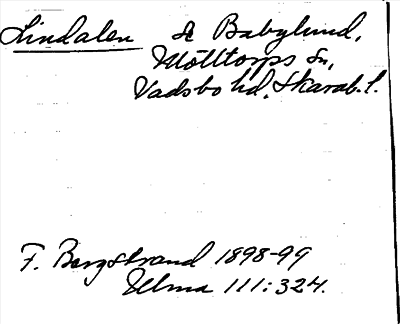 Lindalen å Babylund,
Mölltorps Sn,
Vadsbo hd, Skarab. l.
F. Bergstrand 1898-99
Ulma 111:324.